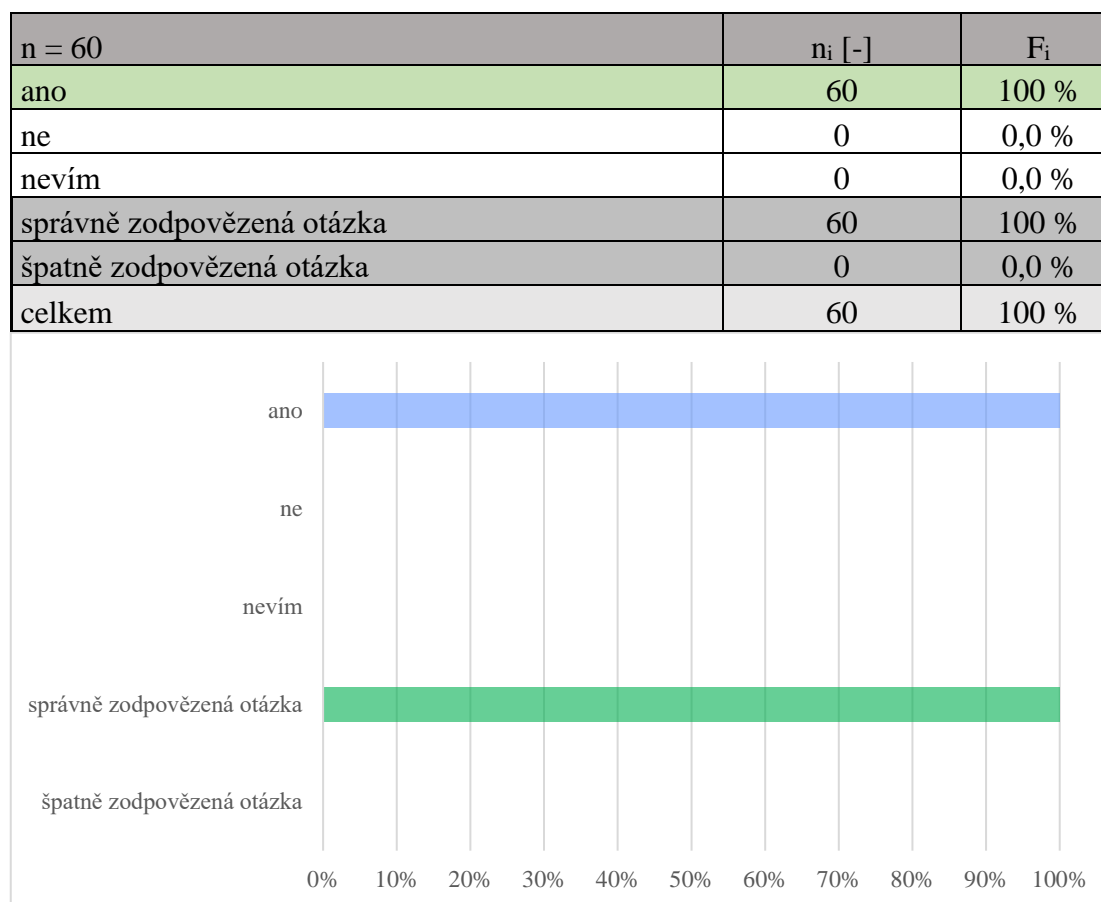 n = 60 nᵢ [-] Fᵢ
ano 60 100 %
ne 0 0,0 %
nevím 0 0,0 %
správně zodpovězená otázka 60 100 %
špatně zodpovězená otázka 0 0,0 %
celkem 60 100 %
ano
ne
nevím
správně zodpovězená otázka
špatně zodpovězená otázka
0% 10% 20% 30% 40% 50% 60% 70% 80% 90% 100%